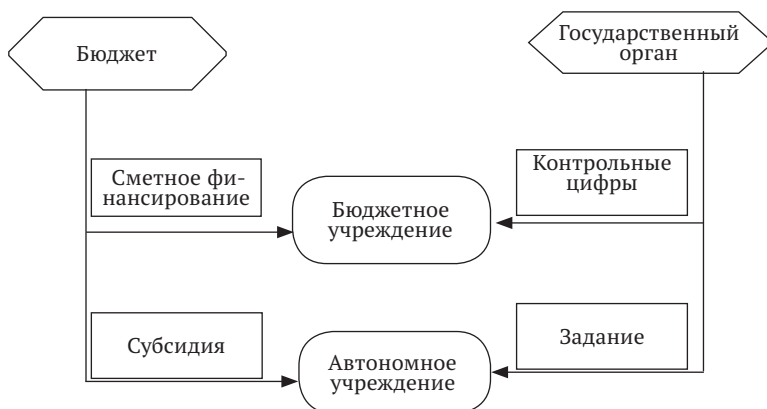 Бюджет
Государственный
орган
Сметное фи-
нансирование
Контрольные
цифры
Бюджетное
учреждение
Субсидия
Задание
Автономное
учреждение